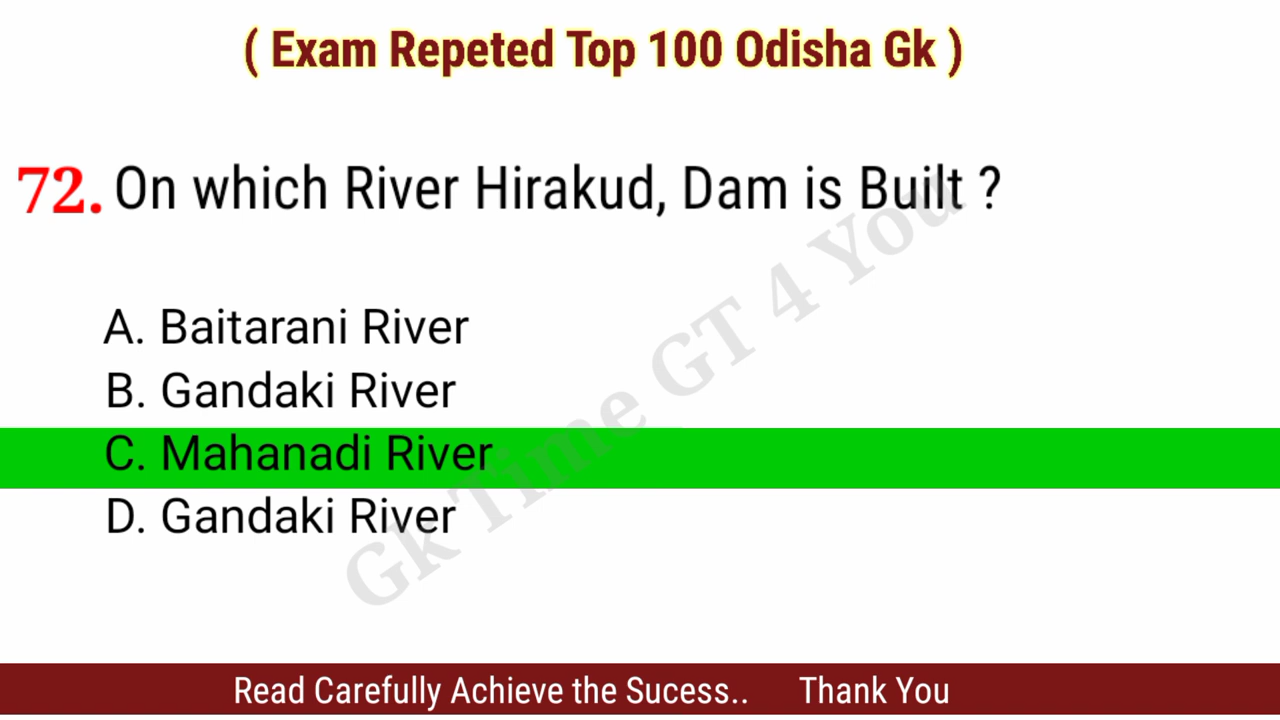 ( Exam Repeted Top 100 Odisha Gk )
72. On which River Hirakud, Dam is Built ?
A. Baitarani River
B. Gandaki River
C. Mahanadi River
D. Gandaki River
Gk Time GT 4 You
Read Carefully Achieve the Sucess.. Thank You